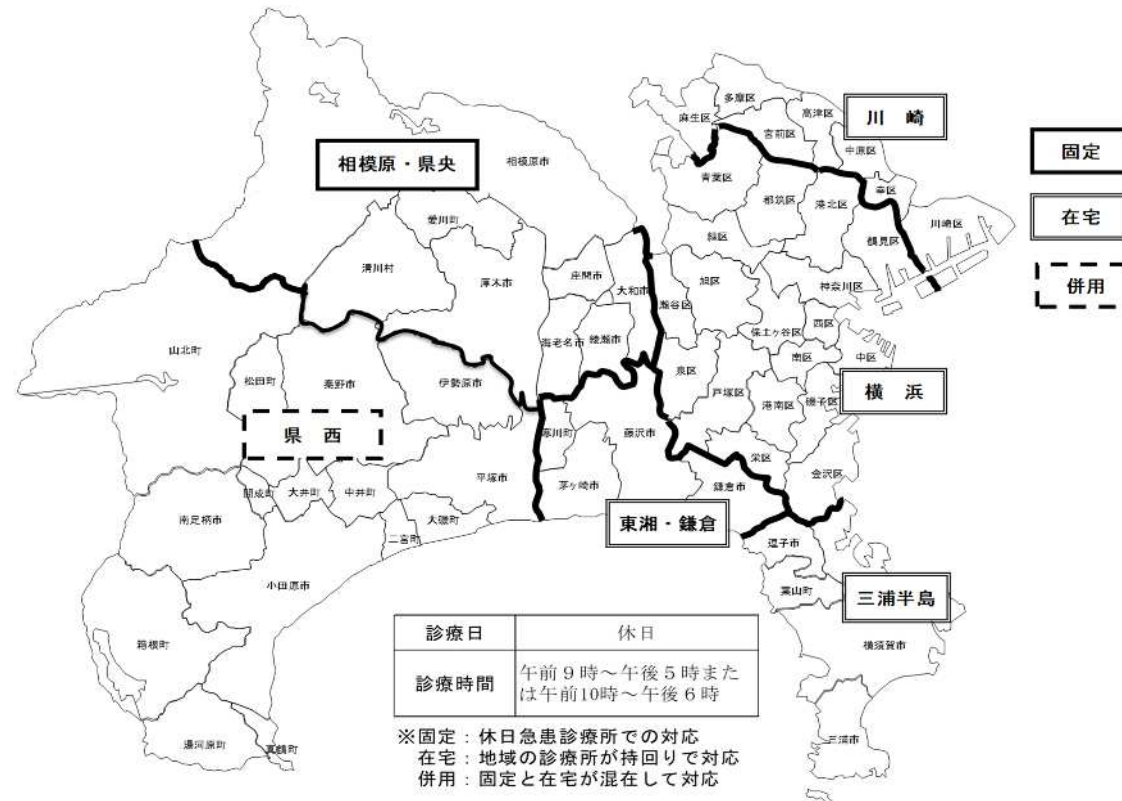 多摩区
高津区
川　崎
麻生区
宮前区
中原区
固定
相模原・県央
相模原市
青葉区
幸区
都筑区
港北区
在宅
愛川町
川崎区
緑区
鶴見区
清川村
厚木市
座間市
大和市
瀬谷区
旭区
神奈川区
併用
山北町
海老名市
綾瀬市
保土ヶ谷区
西区
南区
中区
松田町
秦野市
伊勢原市
泉区
戸塚区
港南区
磯子区
横　浜
県　西
寒川町
藤沢市
栄区
金沢区
平塚市
茅ヶ崎市
鎌倉市
開成町
大井町
中井町
南足柄市
大磯町
二宮町
東湘・鎌倉
逗子市
小田原市
葉山町
三浦半島
箱根町
横須賀市
湯河原町
真鶴町
三浦市
診療日
休日
診療時間
午前９時～午後５時また
は午前10時～午後６時
※固定：休日急患診療所での対応
在宅：地域の診療所が持回りで対応
併用：固定と在宅が混在して対応